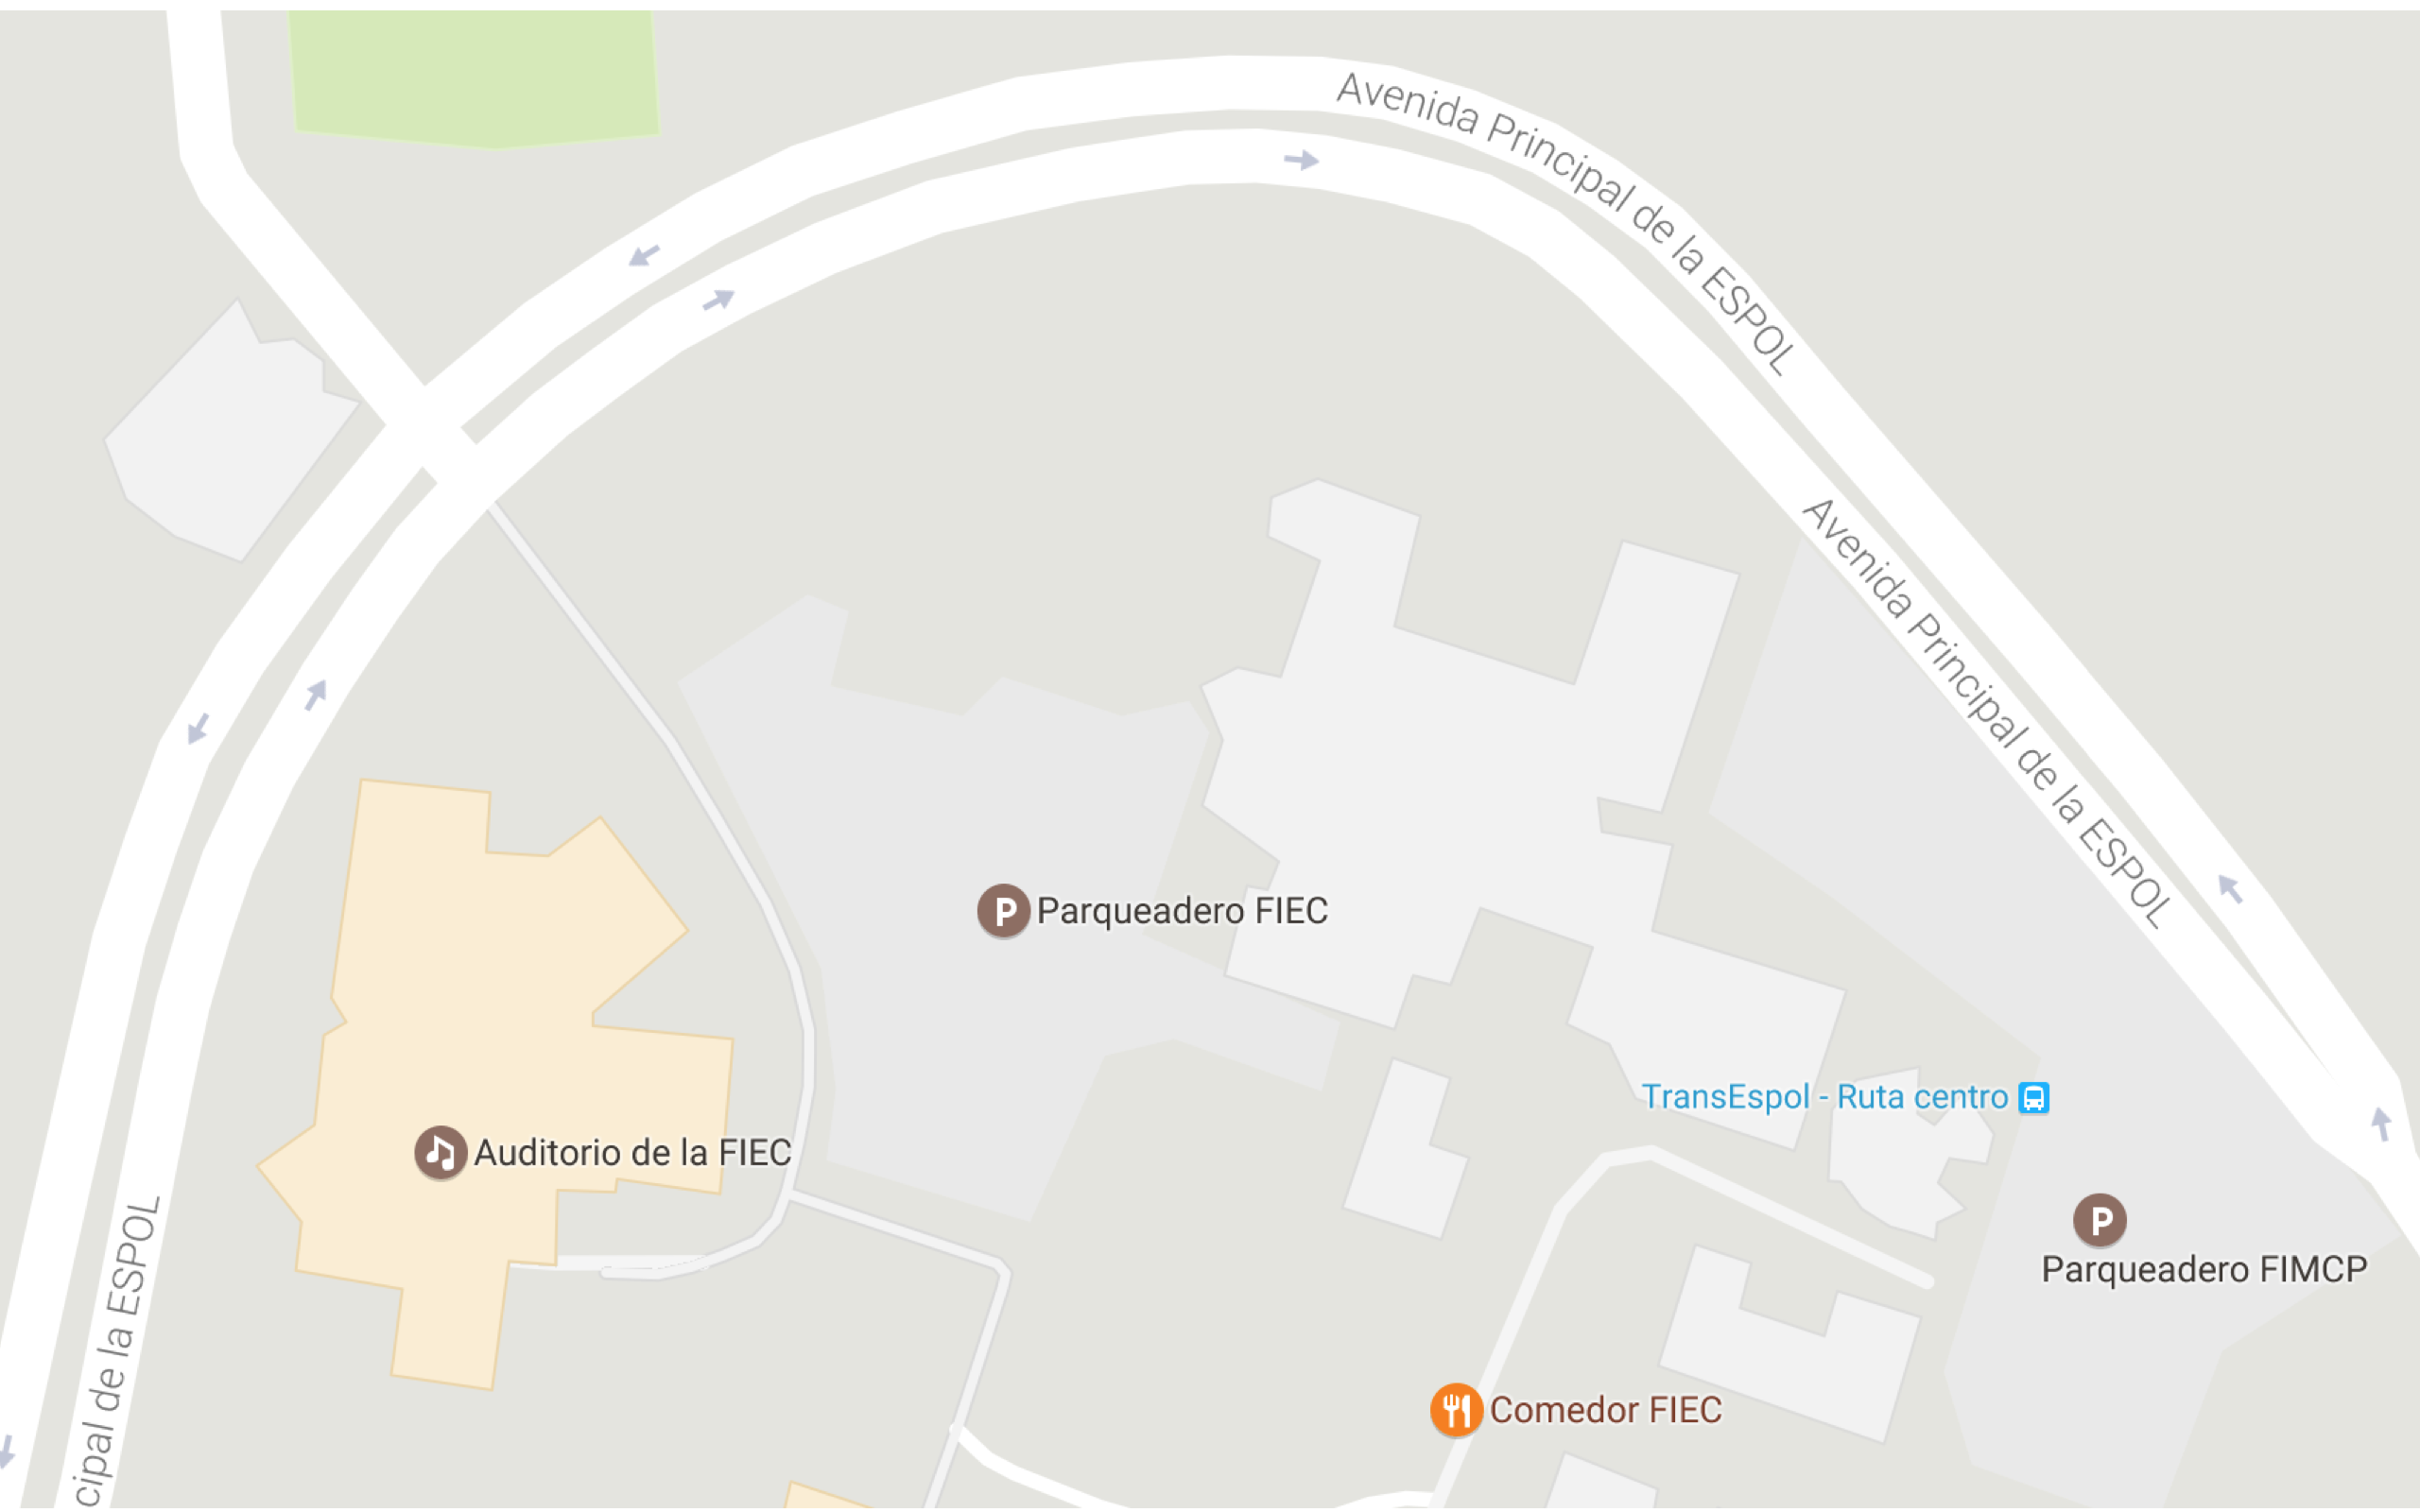 Avenida Principal de la ESPOL
Avenida Principal de la ESPOL
P Parqueadero FIEC
TransEspol - Ruta centro
Auditorio de la FIEC
P
Parqueadero FIMCP
cipal de la ESPOL
Comedor FIEC